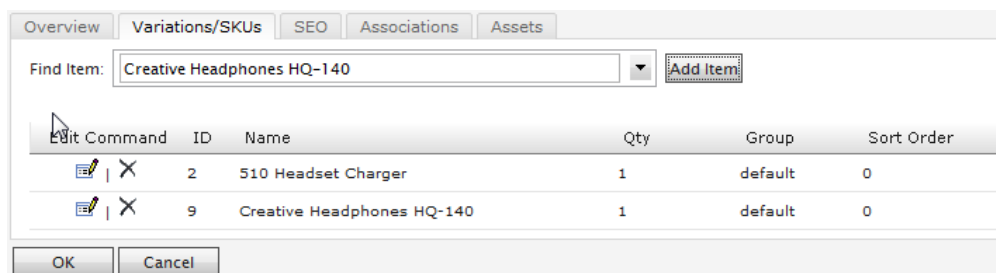 Overview Variations/SKUs SEO Associations Assets
Find Item: Creative Headphones HQ-140 Add Item
Edit Command ID Name Qty Group Sort Order
| 2 510 Headset Charger 1 default 0
| 9 Creative Headphones HQ-140 1 default 0
OK Cancel